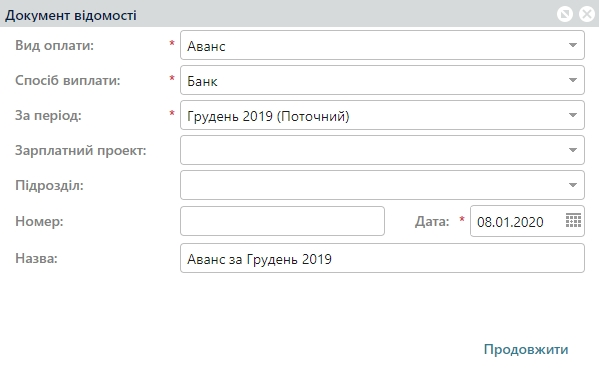 Документ відомості
Вид оплати: * Аванс
Спосіб виплати: * Банк
За період: * Грудень 2019 (Поточний)
Зарплатний проект:
Підрозділ:
Номер: Дата: * 08.01.2020
Назва: Аванс за Грудень 2019
Продовжити